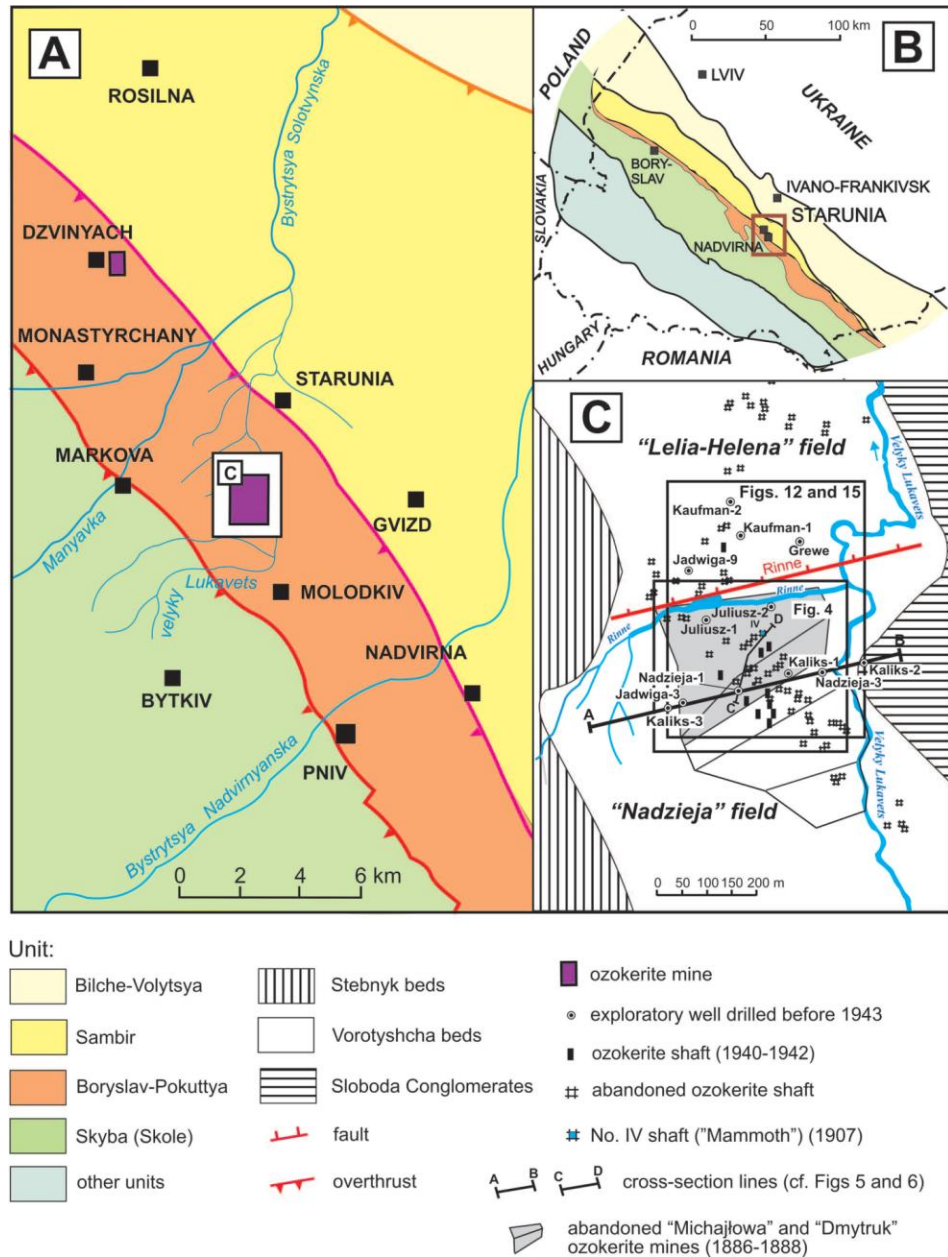 A
ROSILNA
Bystrytsya Solotvynska
DZVINYACH
MONASTYRCHANY
STARUNIA
MARKOVA
C
GVIZD
Manyavka
velyky Lukavets
MOLODKIV
NADVIRNA
BYTKIV
PNIV
Bystrytsya Nadvirnyanska
0 2 4 6 km
B
0 50 100 km
POLAND
LVIV
UKRAINE
BORY-
SLAV
IVANO-FRANKIVSK
STARUNIA
NADVIRNA
SLOVAKIA
HUNGARY
ROMANIA
C
"Lelia-Helena" field
Velyky Lukavets
Figs. 12 and 15
Kaufman-2
Kaufman-1
Grewe
Jadwiga-9
Rinne
Rinne
Juliusz-2
Fig. 4
Juliusz-1
IV
D
Rinne
B
Kaliks-1
Nadzieja-1
Kaliks-2
Jadwiga-3
Nadzieja-3
C
A
Kaliks-3
Velyky Lukavets
"Nadzieja" field
0 100 200 m
Unit:
Bilche-Volytsya
Sambir
Boryslav-Pokuttya
Skyba (Skole)
other units
Stebnyk beds
Vorotyshcha beds
Sloboda Conglomerates
fault
overthrust
ozokerite mine
exploratory well drilled before 1943
ozokerite shaft (1940-1942)
abandoned ozokerite shaft
No. IV shaft ("Mammoth") (1907)
A B C D cross-section lines (cf. Figs 5 and 6)
abandoned "Michajłowa" and "Dmytruk"
ozokerite mines (1886-1888)